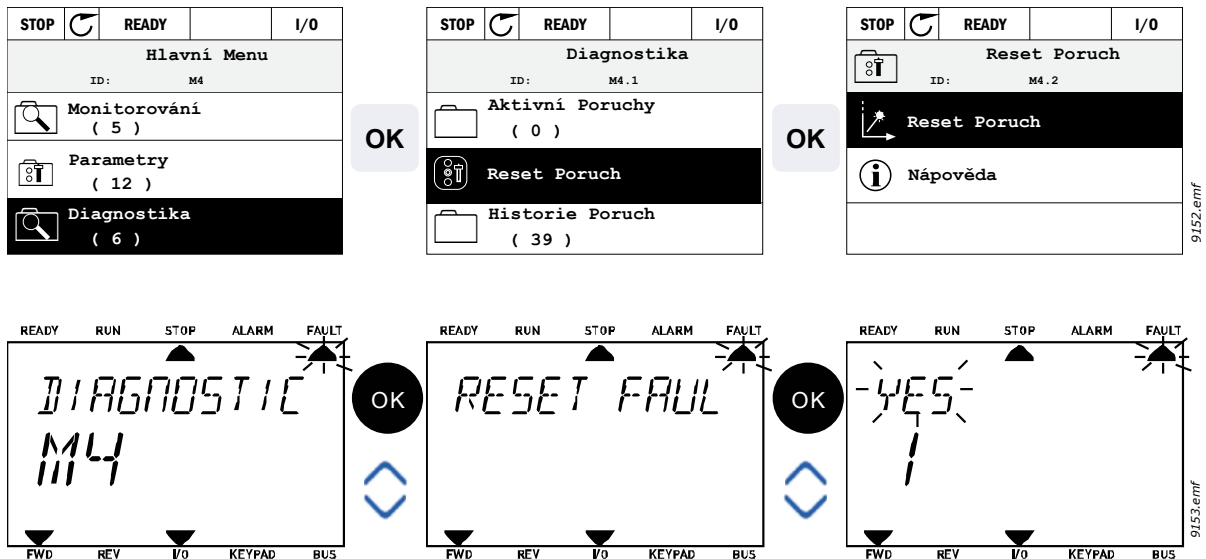 STOP READY I/O
Hlavní Menu
ID: M4
Monitorování
( 5 )
Parametry
( 12 )
Diagnostika
( 6 )
OK
STOP READY I/O
Diagnostika
ID: M4.1
Aktivní Poruchy
( 0 )
Reset Poruch
Historie Poruch
( 39 )
OK
STOP READY I/O
Reset Poruch
ID: M4.2
Reset Poruch
Nápověda
9152.emf
READY RUN STOP ALARM FAULT
DIAGNOSTIC
M4
FWD REV I/O KEYPAD BUS
OK
READY RUN STOP ALARM FAULT
RESET FAUL
FWD REV I/O KEYPAD BUS
OK
READY RUN STOP ALARM FAULT
YES
1
FWD REV I/O KEYPAD BUS
9153.emf